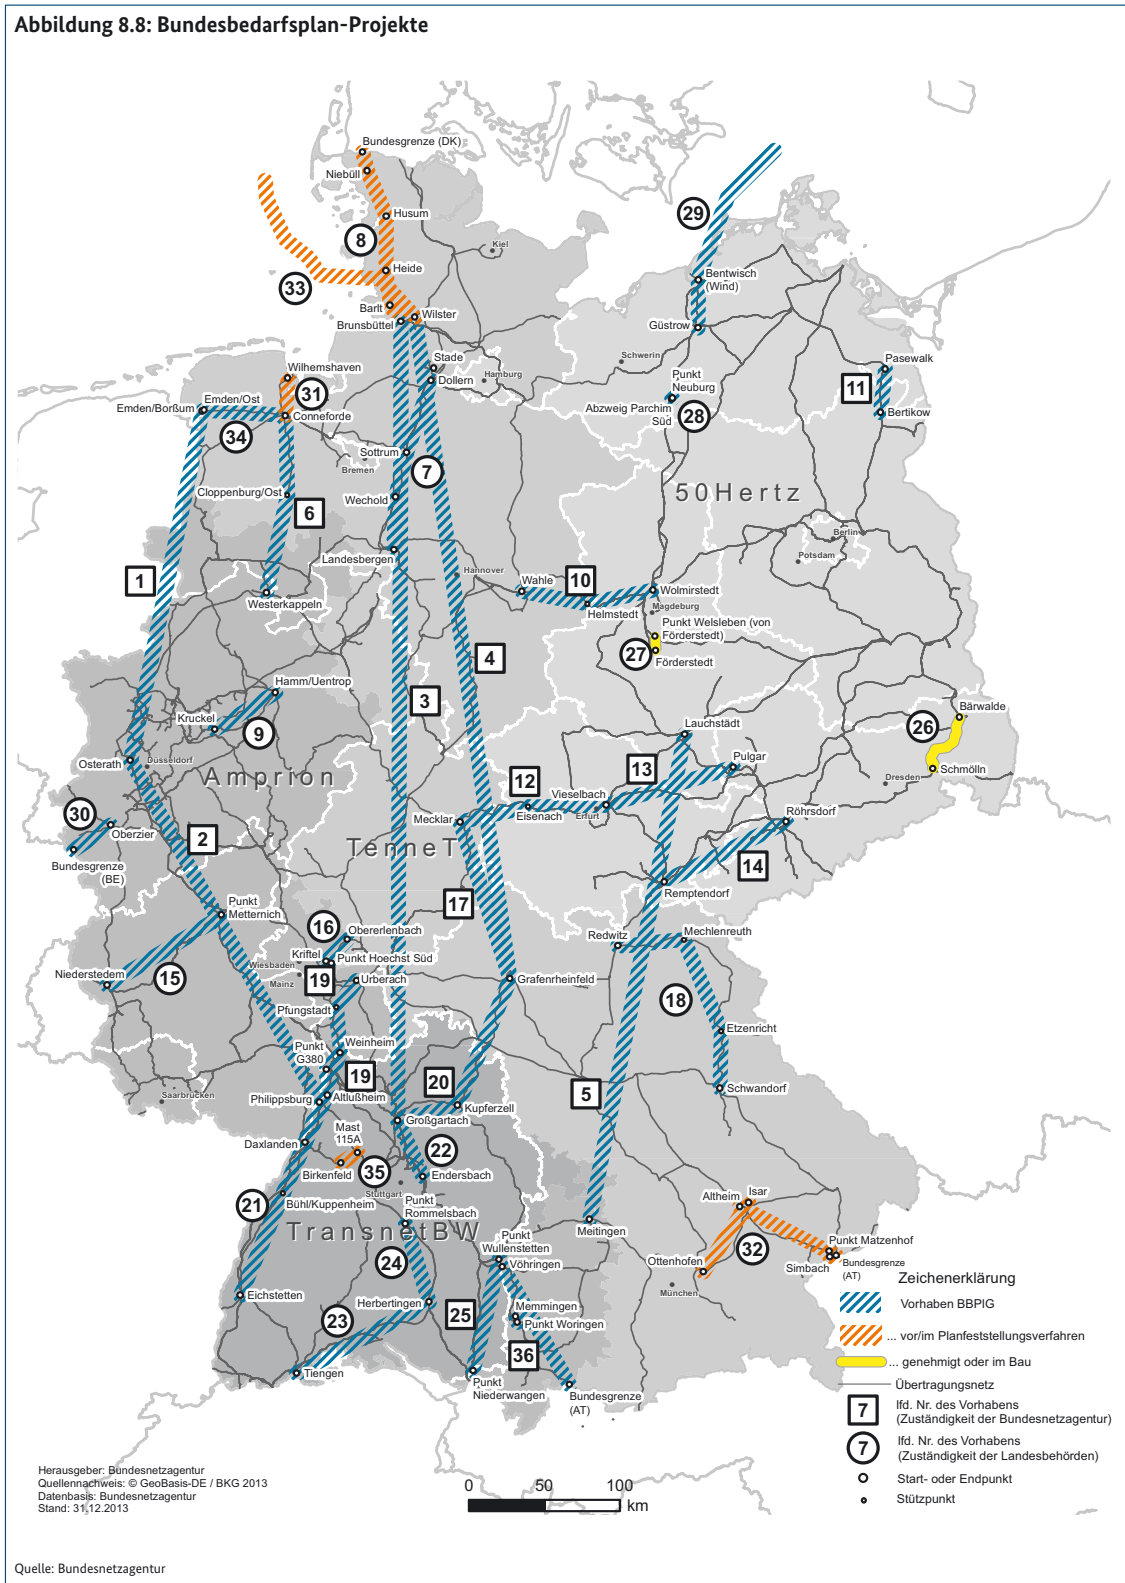 Abbildung 8.8: Bundesbedarfsplan-Projekte
Bundesgrenze (DK)
Niebüll
29
Husum
8
Kiel
Heide
Bentwisch
(Wind)
33
Barlt
Wilster
Brunsbüttel
Güstrow
Stade
Schwerin
Pasewalk
Wilhemshaven
Dollern
Hamburg
Punkt
Neuburg
11
31
Emden/Ost
Emden/Borßum
Conneforde
Abzweig Parchim
Süd
28
Bertikow
34
Sottrum
Bremen
7
Cloppenburg/Ost
Wechold
50Hertz
6
Berlin
Landesbergen
Potsdam
Hannover
1
Wahle
10
Wolmirstedt
Westerkappeln
Helmstedt
Magdeburg
Punkt Welsleben (von
Förderstedt)
27
Förderstedt
4
Hamm/Uentrop
3
Bärwalde
Kruckel
9
Lauchstädt
26
Osterath
Düsseldorf
Pulgar
Schmölln
Amprion
12
13
Dresden
Vieselbach
30
Eisenach
Erfurt
Mecklar
Röhrsdorf
Oberzier
2
TenneT
Bundesgrenze
(BE)
14
Remptendorf
Punkt
Metternich
17
16
Obererlenbach
Redwitz
Mechlenreuth
Kriftel
Punkt Hoechst Süd
Wiesbaden
Niederstedem
15
Mainz
19
Urberach
Grafenrheinfeld
Pfungstadt
18
Etzenricht
Punkt
G380
Weinheim
19
20
5
Schwandorf
Saarbrücken
Philippsburg
Altlußheim
Kupferzell
Großgartach
Mast
115A
Daxlanden
22
Birkenfeld
35
Endersbach
Stuttgart
21
Bühl/Kuppenheim
Punkt
Rommelsbach
Altheim
Isar
TransnetBW
Meitingen
Punkt
Wullenstetten
32
Punkt Matzenhof
Ottenhofen
Simbach
Bundesgrenze
(AT)
24
Vöhringen
München
Eichstetten
Herbertingen
Memmingen
25
Punkt Woringen
23
36
Tiengen
Punkt
Niederwangen
Bundesgrenze
(AT)
Zeichenerklärung
Vorhaben BBPlG
... vor/im Planfeststellungsverfahren
... genehmigt oder im Bau
Übertragungsnetz
7
lfd. Nr. des Vorhabens
(Zuständigkeit der Bundesnetzagentur)
7
lfd. Nr. des Vorhabens
(Zuständigkeit der Landesbehörden)
Start- oder Endpunkt
Stützpunkt
Herausgeber: Bundesnetzagentur
Quellennachweis: © GeoBasis-DE / BKG 2013
Datenbasis: Bundesnetzagentur
Stand: 31.12.2013
0 50 100
km
Quelle: Bundesnetzagentur